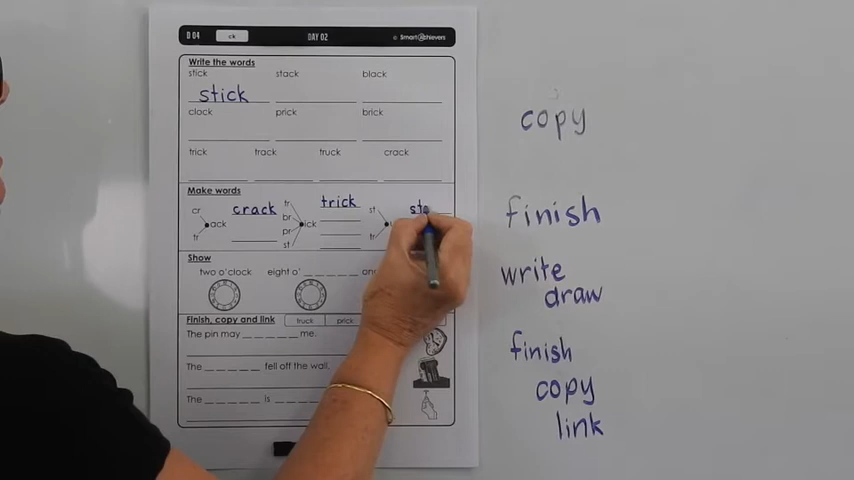 D 04 ck DAY 02 SmartAchievers
Write the words
stick stack black
stick
clock prick brick
trick track truck crack
Make words
cr ack crack tr
tr br pr st ick trick
st tr sto
Show
two o'clock eight o' _ _ _ _ _
Finish, copy and link truck prick
The pin may _ _ _ _ _ me.
The _ _ _ _ _ fell off the wall.
The _ _ _ _ _ is _ _ _ _
copy
finish
write
draw
finish
copy
link